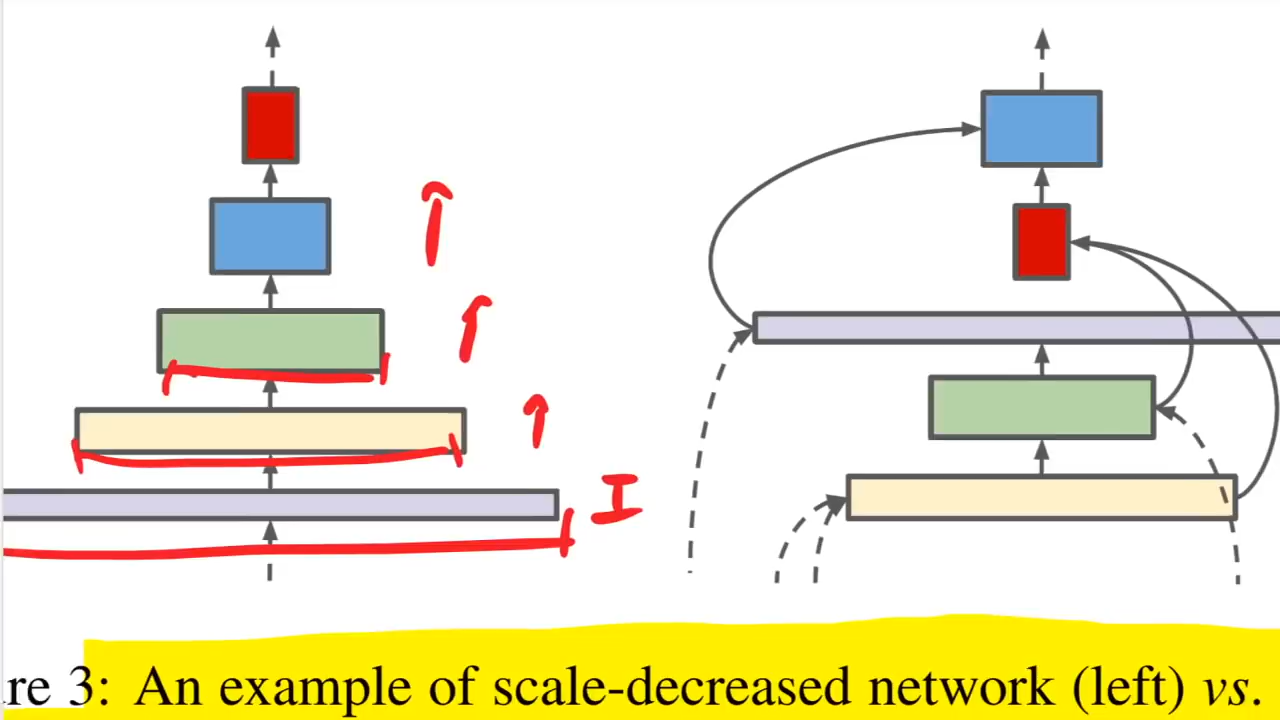 I
re 3: An example of scale-decreased network (left) vs.